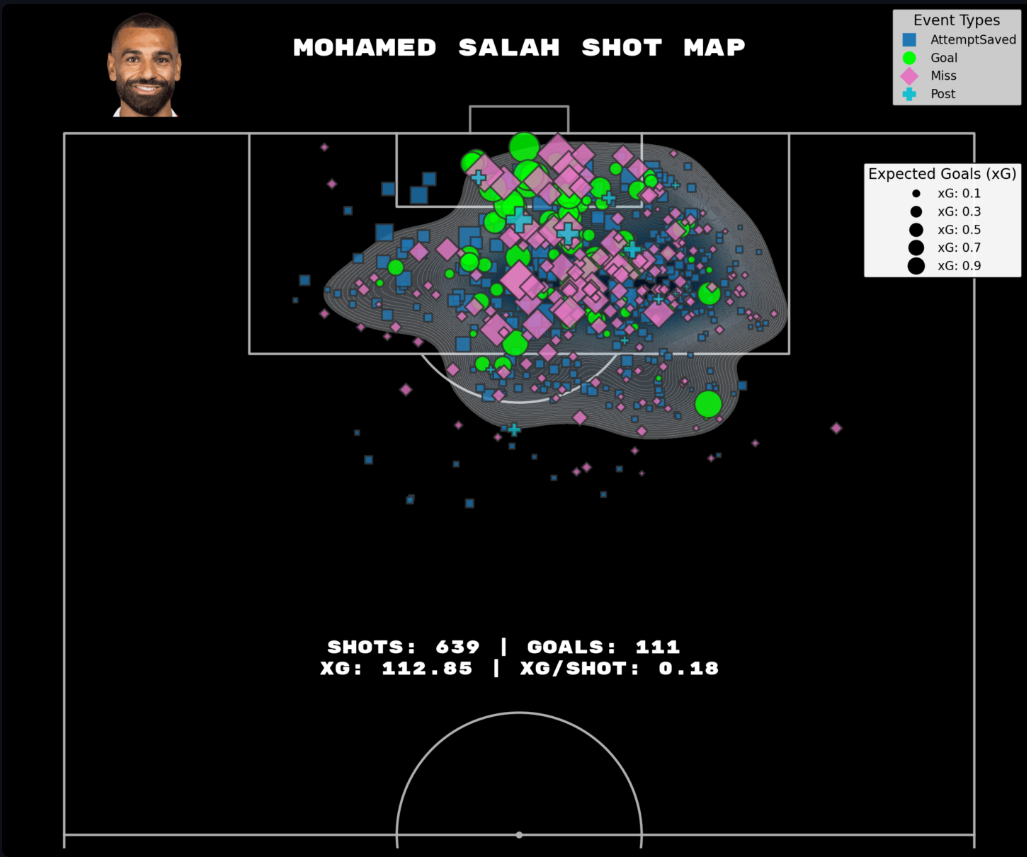 MOHAMED SALAH SHOT MAP
Event Types
AttemptSaved
Goal
Miss
Post
Expected Goals (xG)
xG: 0.1
xG: 0.3
xG: 0.5
xG: 0.7
xG: 0.9
SHOTS: 639 | GOALS: 111
XG: 112.85 | XG/SHOT: 0.18